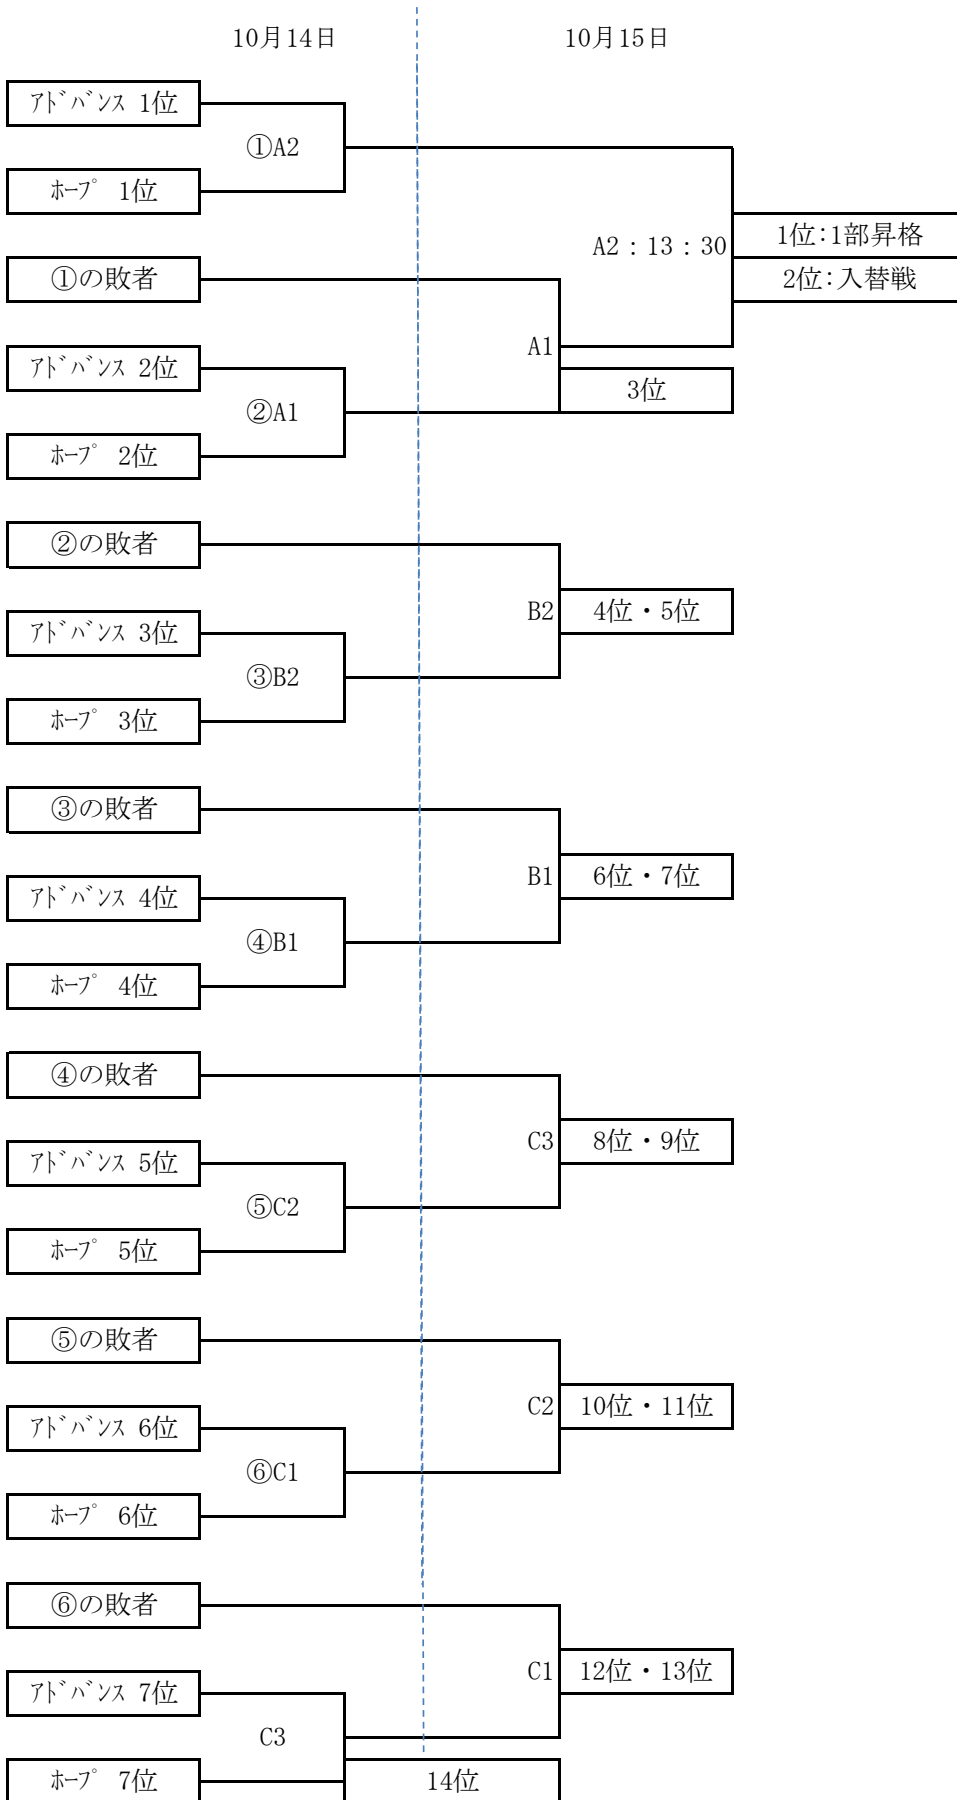 10月14日 10月15日
ｱﾄﾞﾊﾞﾝｽ 1位
①A2
ﾎｰﾌﾟ 1位
1位:1部昇格
A2：13：30
①の敗者
2位:入替戦
A1
ｱﾄﾞﾊﾞﾝｽ 2位
3位
②A1
ﾎｰﾌﾟ 2位
②の敗者
B2 4位・5位
ｱﾄﾞﾊﾞﾝｽ 3位
③B2
ﾎｰﾌﾟ 3位
③の敗者
B1 6位・7位
ｱﾄﾞﾊﾞﾝｽ 4位
④B1
ﾎｰﾌﾟ 4位
④の敗者
C3 8位・9位
ｱﾄﾞﾊﾞﾝｽ 5位
⑤C2
ﾎｰﾌﾟ 5位
⑤の敗者
C2 10位・11位
ｱﾄﾞﾊﾞﾝｽ 6位
⑥C1
ﾎｰﾌﾟ 6位
⑥の敗者
C1 12位・13位
ｱﾄﾞﾊﾞﾝｽ 7位
C3
ﾎｰﾌﾟ 7位 14位